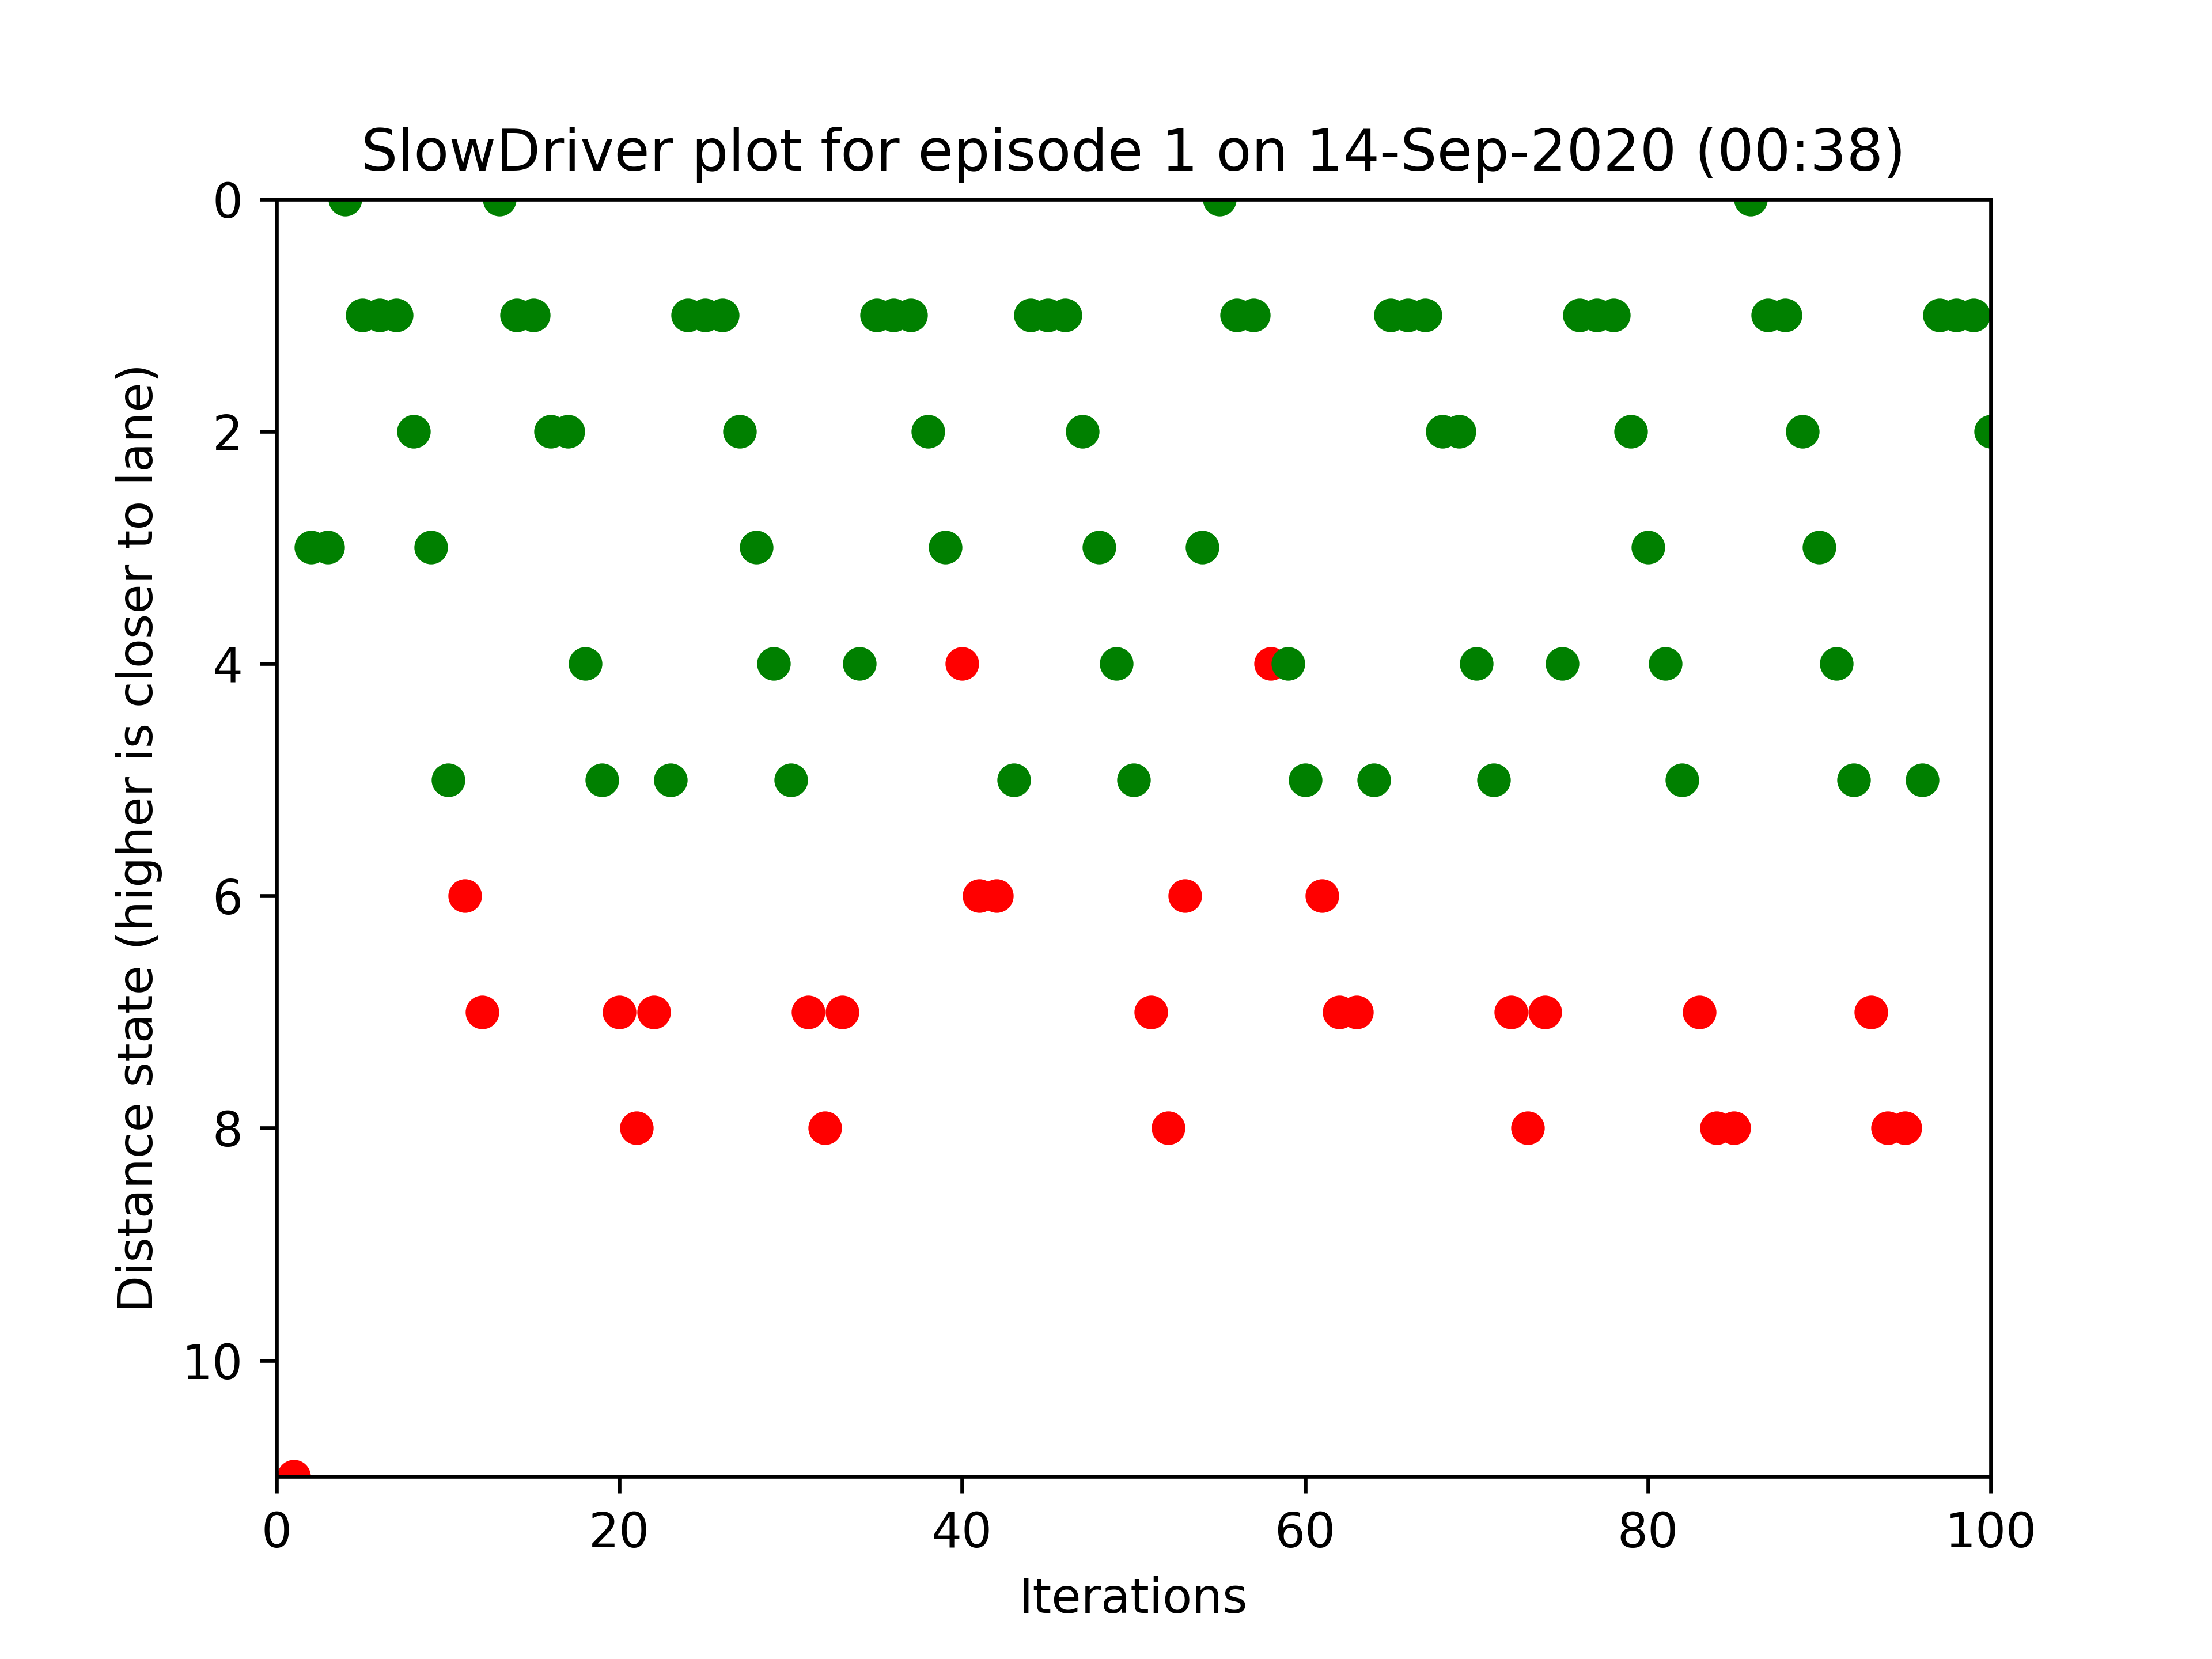 SlowDriver plot for episode 1 on 14-Sep-2020 (00:38)
Distance state (higher is closer to lane)
0
2
4
6
8
10
0 20 40 60 80 100
Iterations